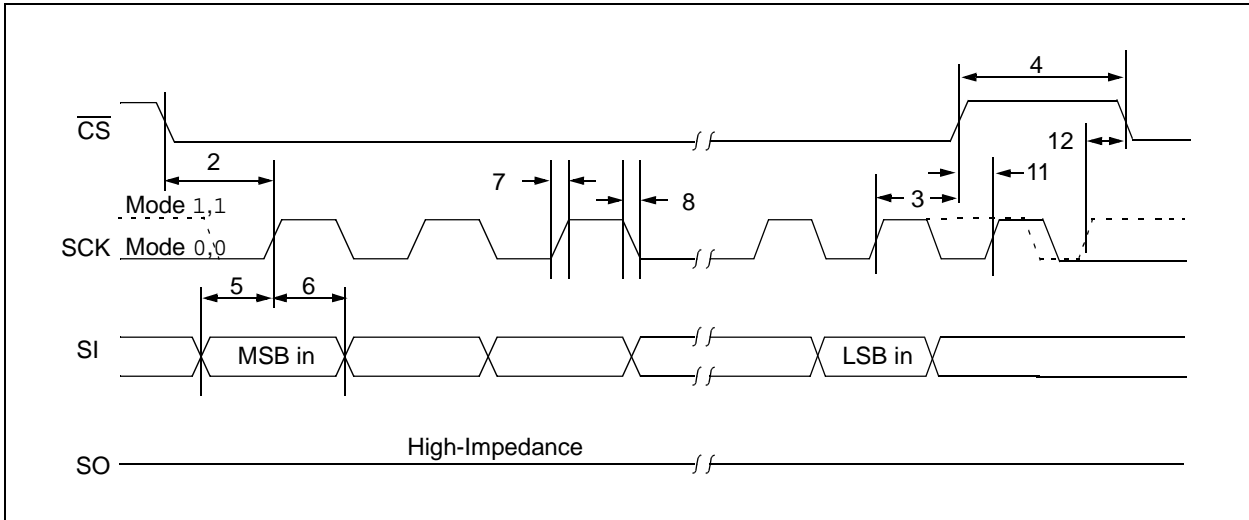 4
CS
12
2
7
8
3
11
Mode 1,1
SCK Mode 0,0
5
6
SI
MSB in
LSB in
High-Impedance
SO